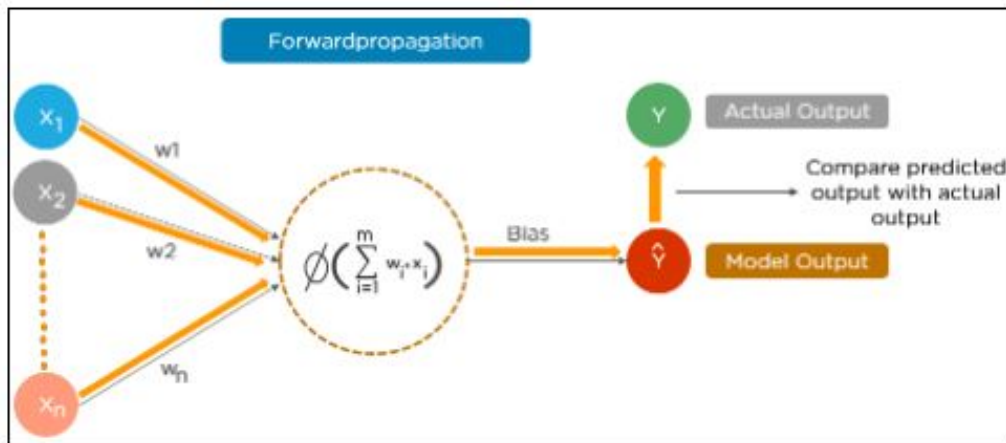 Forwardpropagation
X1
w1
X2
w2
Xn
wn
ϕ(∑ i=1 m wi*xi)
Bias
Y
Actual Output
Compare predicted
output with actual
output
Ŷ
Model Output